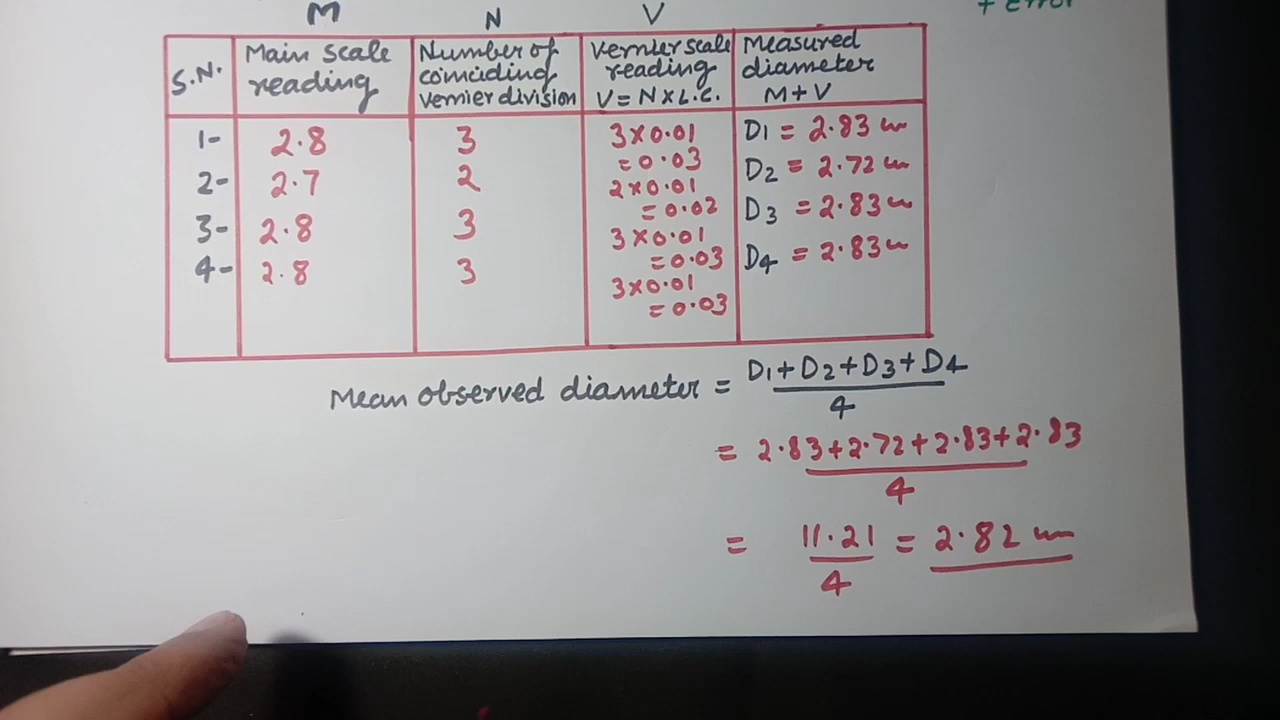 + error
M N V
S.N. Main scale reading Number of coinciding vernier division Vernier scale reading V = N x L.C. Measured diameter M + V
1- 2.8 3 3 x 0.01 = 0.03 D1 = 2.83 cm
2- 2.7 2 2 x 0.01 = 0.02 D2 = 2.72 cm
3- 2.8 3 3 x 0.01 = 0.03 D3 = 2.83 cm
4- 2.8 3 3 x 0.01 = 0.03 D4 = 2.83 cm
Mean observed diameter = D1 + D2 + D3 + D4 / 4
= 2.83 + 2.72 + 2.83 + 2.83 / 4
= 11.21 / 4 = 2.82 cm